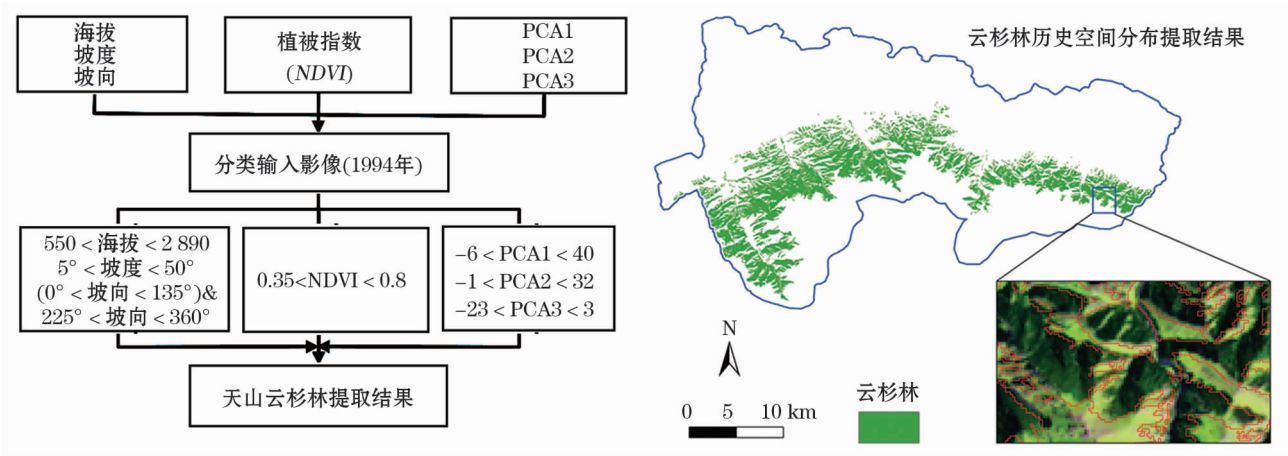 海拔
坡度
坡向
植被指数
(NDVI)
PCA1
PCA2
PCA3
分类输入影像(1994年)
550<海拔<2 890
5°<坡度<50°
(0°<坡向<135°)&
225°<坡向<360°
0.35<NDVI<0.8
-6<PCA1<40
-1<PCA2<32
-23<PCA3<3
天山云杉林提取结果
云杉林历史空间分布提取结果
N
0 5 10 km
云杉林